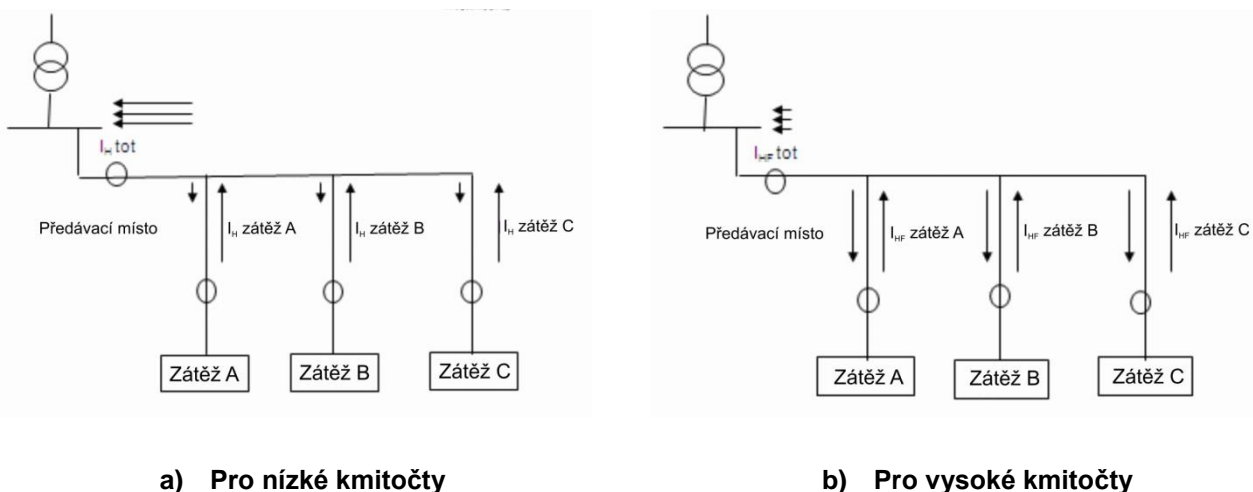 I_H tot
Předávací místo
I_H zátěž A
I_H zátěž B
I_H zátěž C
Zátěž A
Zátěž B
Zátěž C
a) Pro nízké kmitočty
I_HF tot
Předávací místo
I_HF zátěž A
I_HF zátěž B
I_HF zátěž C
Zátěž A
Zátěž B
Zátěž C
b) Pro vysoké kmitočty